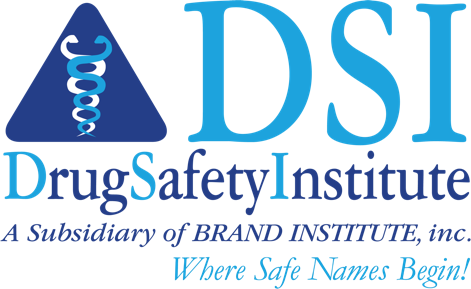 DSI
DrugSafetyInstitute
A Subsidiary of BRAND INSTITUTE, inc.
Where Safe Names Begin!